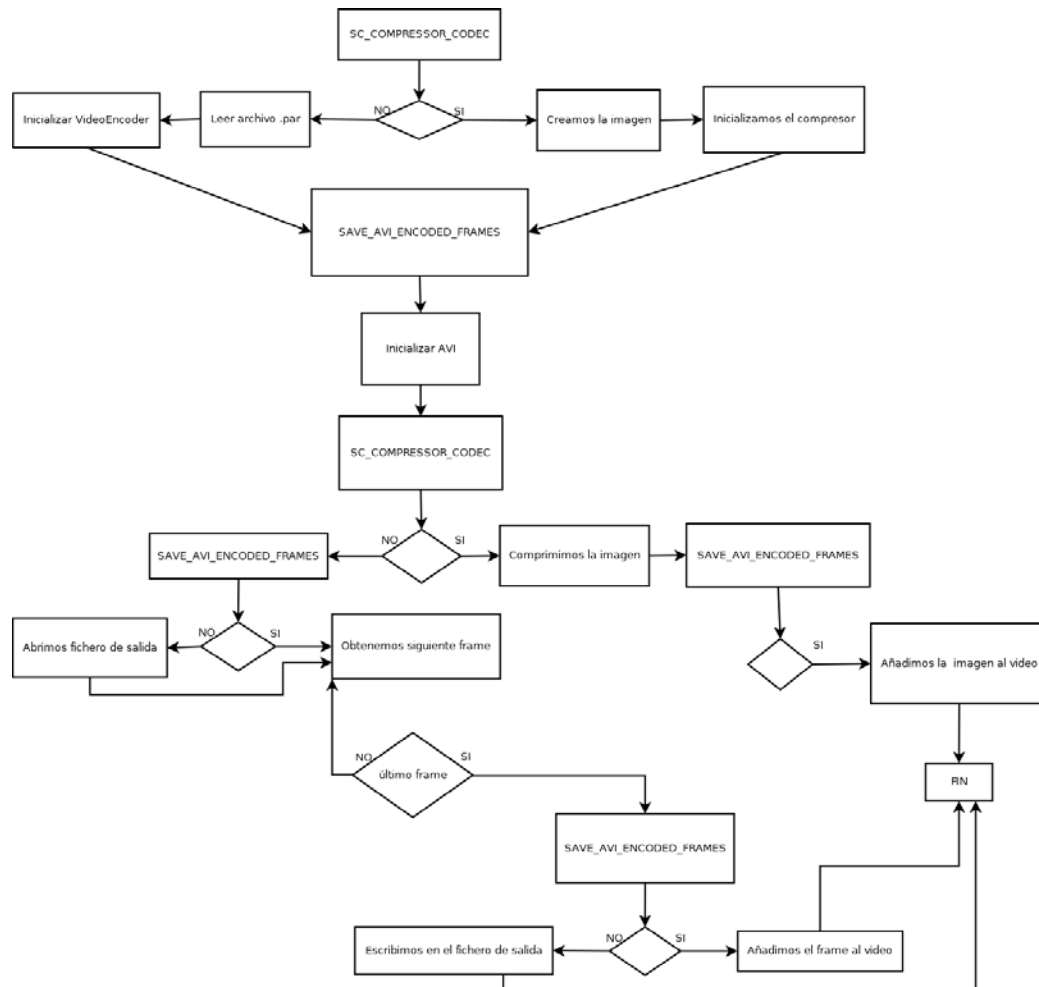 SC_COMPRESSOR_CODEC
NO
SI
Inicializar VideoEncoder
Leer archivo .par
Creamos la imagen
Inicializamos el compresor
SAVE_AVI_ENCODED_FRAMES
Inicializar AVI
SC_COMPRESSOR_CODEC
NO
SI
SAVE_AVI_ENCODED_FRAMES
Comprimimos la imagen
SAVE_AVI_ENCODED_FRAMES
NO
SI
Abrimos fichero de salida
Obtenemos siguiente frame
SI
Añadimos la imagen al video
NO
SI
último frame
FIN
SAVE_AVI_ENCODED_FRAMES
NO
SI
Escribimos en el fichero de salida
Añadimos el frame al video